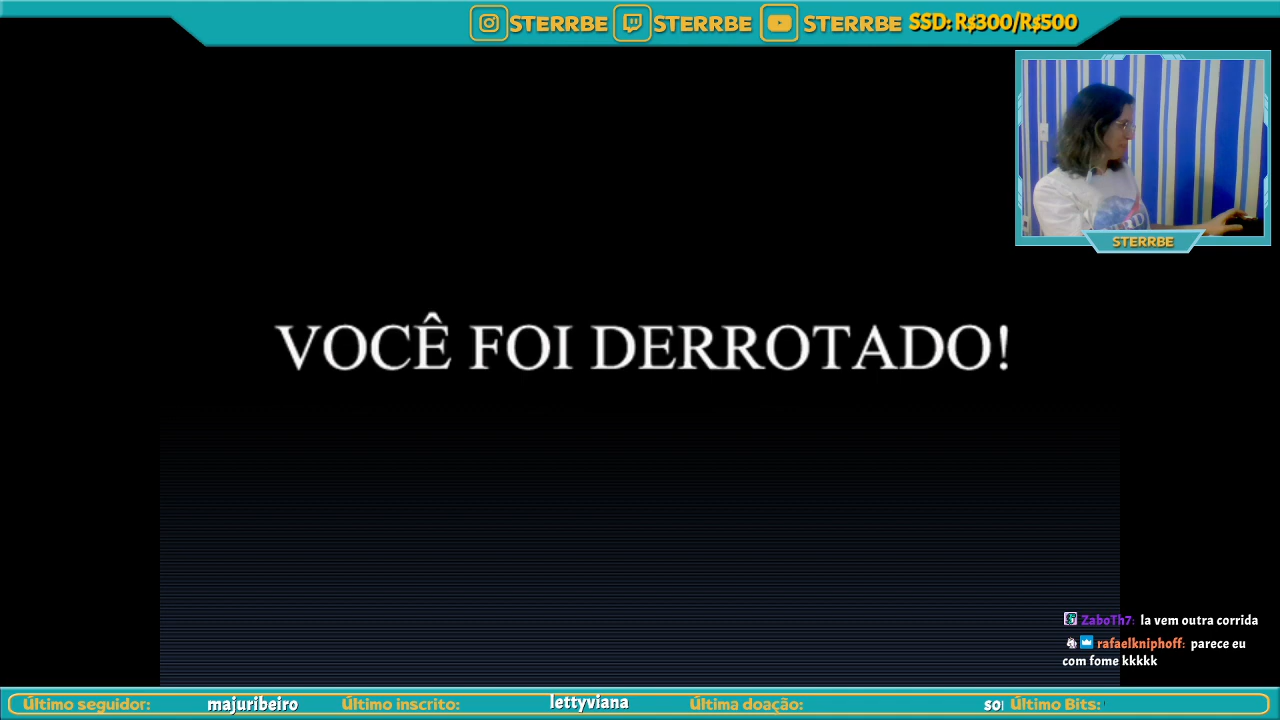 STERRBE STERRBE STERRBE SSD: R$300/R$500
STERRBE
VOCÊ FOI DERROTADO!
ZaboTh7: la vem outra corrida
rafaelkniphoff: parece eu
com fome kkkkk
Último seguidor: majuribeiro Último inscrito: lettyviana Última doação: so Último Bits: